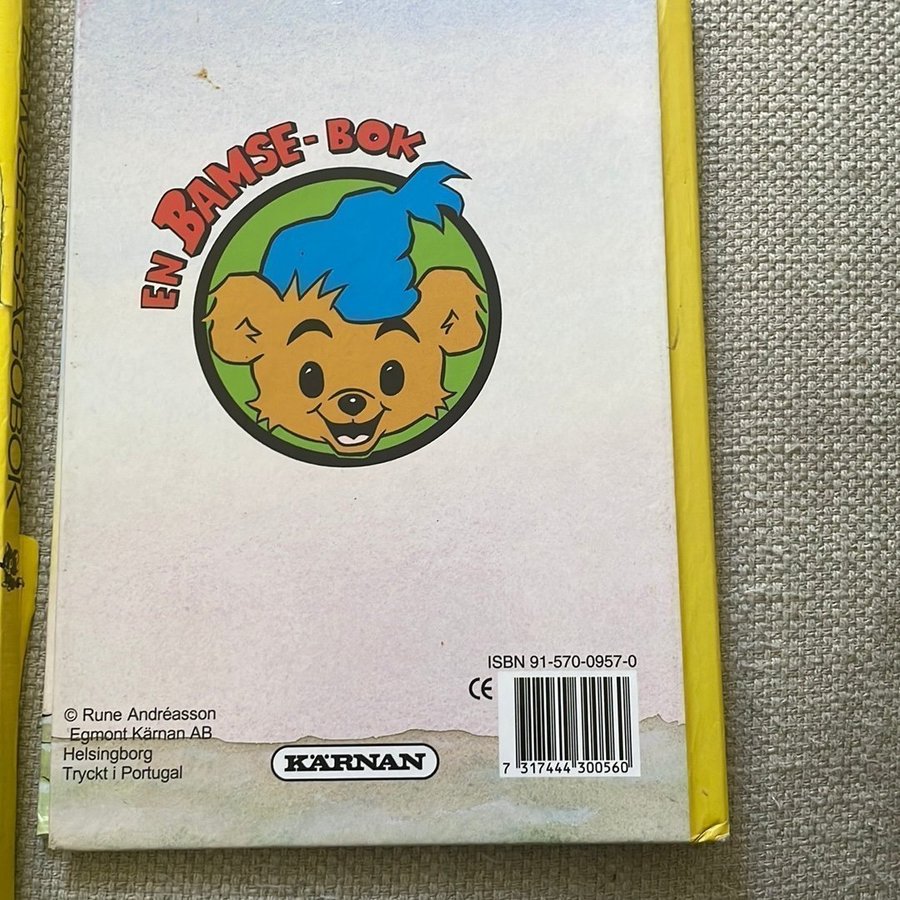 EN BAMSE-BOK
ISBN 91-570-0957-0
CE
© Rune Andréasson
Egmont Kärnan AB
Helsingborg
Tryckt i Portugal
KÄRNAN
7 317444 300560
SAGOBOK